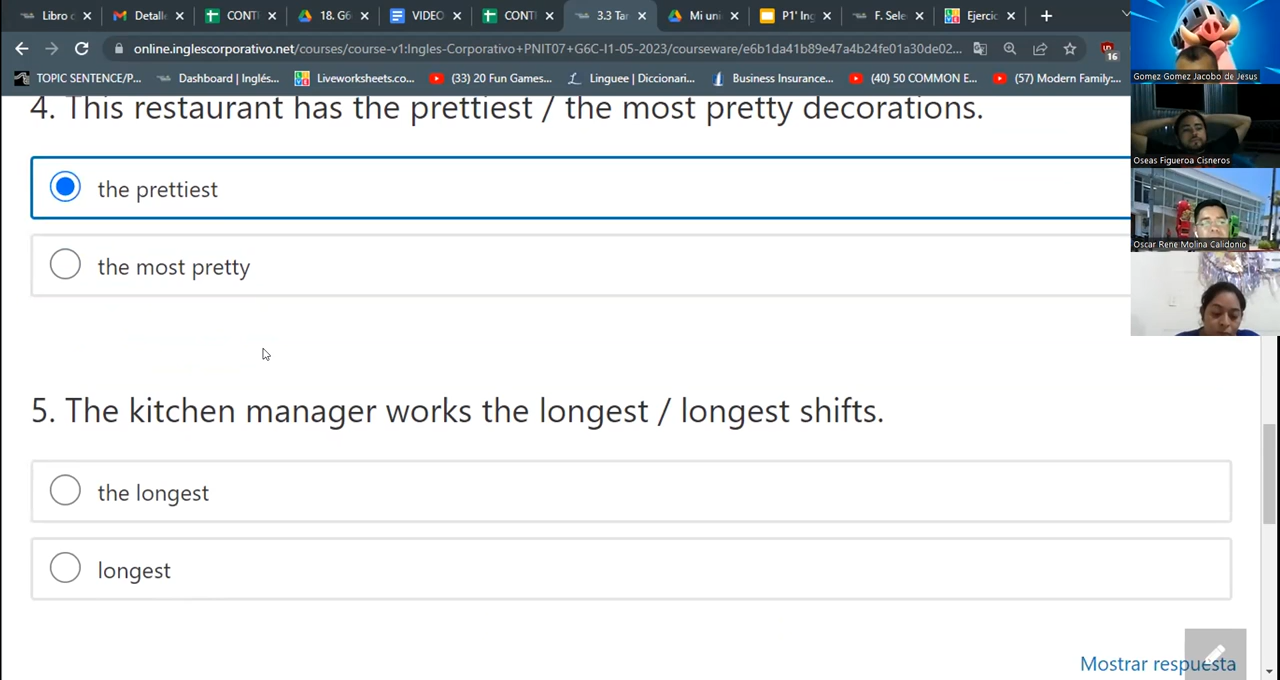 Libro d
Detall
CONTI
18. G6
VIDEO
CONT
3.3 Tar
Mi uni
P1' Ing
F. Sele
Ejercic
online.inglescorporativo.net/courses/course-v1:Ingles-Corporativo+PNIT07+G6C-I1-05-2023/courseware/e6b1da41b89e47a4b24fe01a30de02...
16
TOPIC SENTENCE/P...
Dashboard | Inglés...
Liveworksheets.co...
(33) 20 Fun Games...
Linguee | Diccionari...
Business Insurance...
(40) 50 COMMON E...
(57) Modern Family:...
Gomez Gomez Jacobo de Jesus
Oseas Figueroa Cisneros
Oscar Rene Molina Calidonio
4. This restaurant has the prettiest / the most pretty decorations.
the prettiest
the most pretty
5. The kitchen manager works the longest / longest shifts.
the longest
longest
Mostrar respuesta